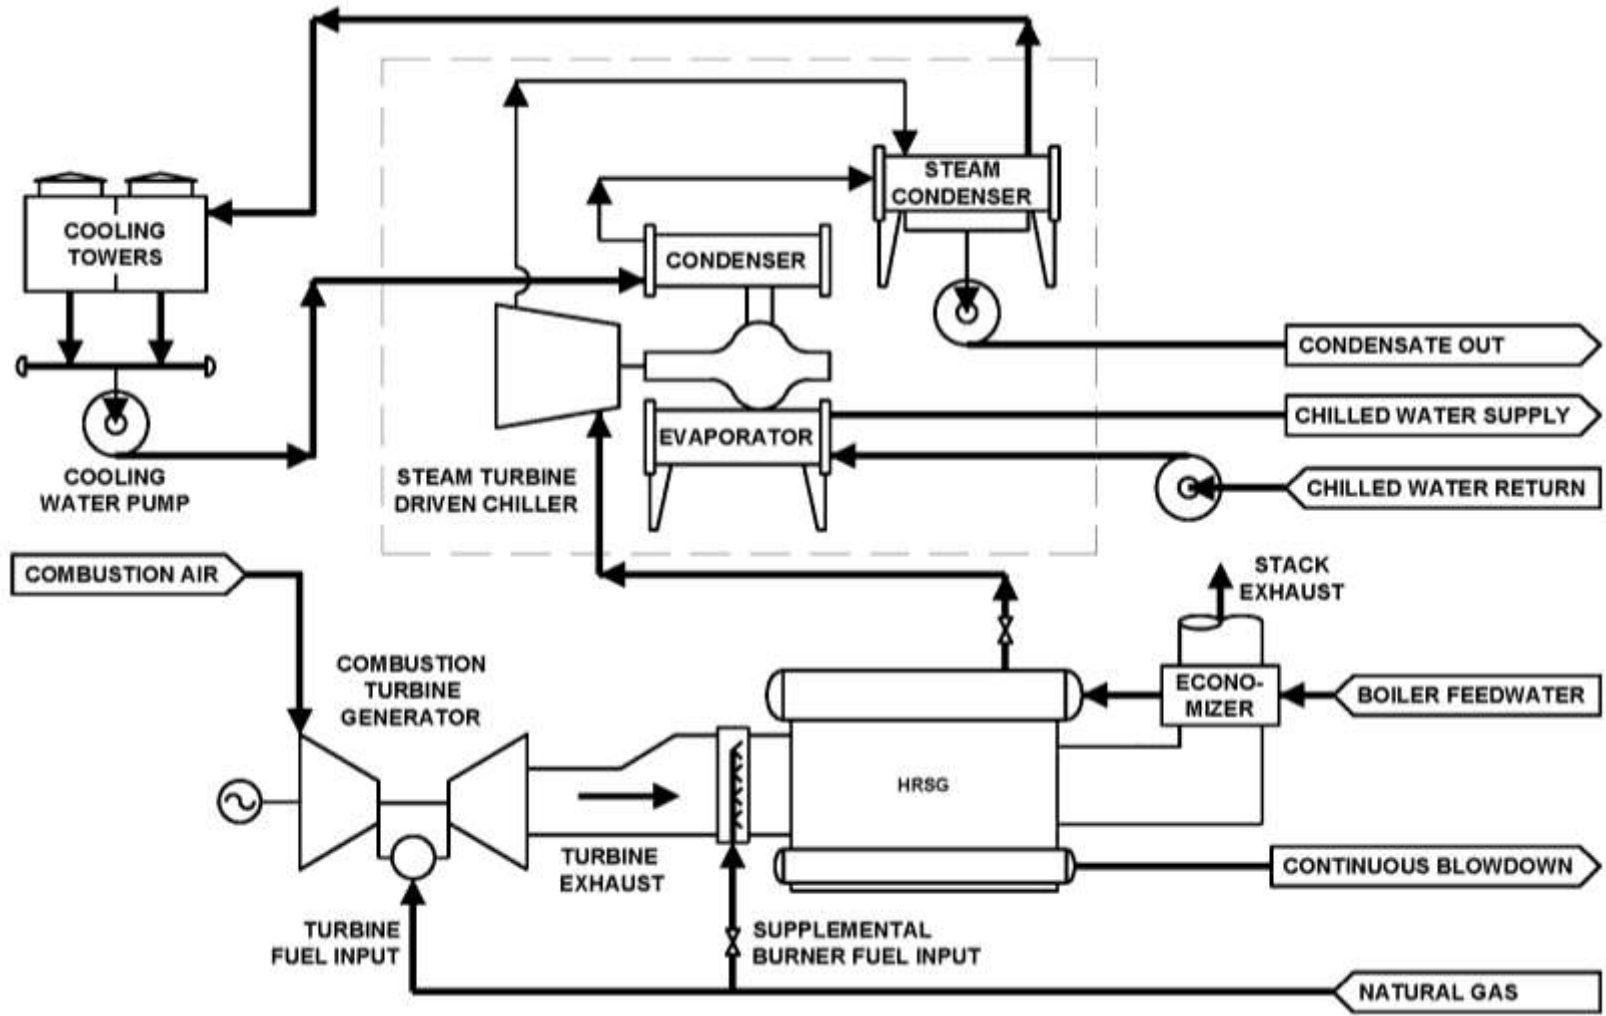 STEAM
CONDENSER
COOLING
TOWERS
CONDENSER
CONDENSATE OUT
CHILLED WATER SUPPLY
EVAPORATOR
COOLING
WATER PUMP
STEAM TURBINE
DRIVEN CHILLER
CHILLED WATER RETURN
COMBUSTION AIR
STACK
EXHAUST
COMBUSTION
TURBINE
GENERATOR
ECONO-
MIZER
BOILER FEEDWATER
HRSG
TURBINE
EXHAUST
CONTINUOUS BLOWDOWN
TURBINE
FUEL INPUT
SUPPLEMENTAL
BURNER FUEL INPUT
NATURAL GAS